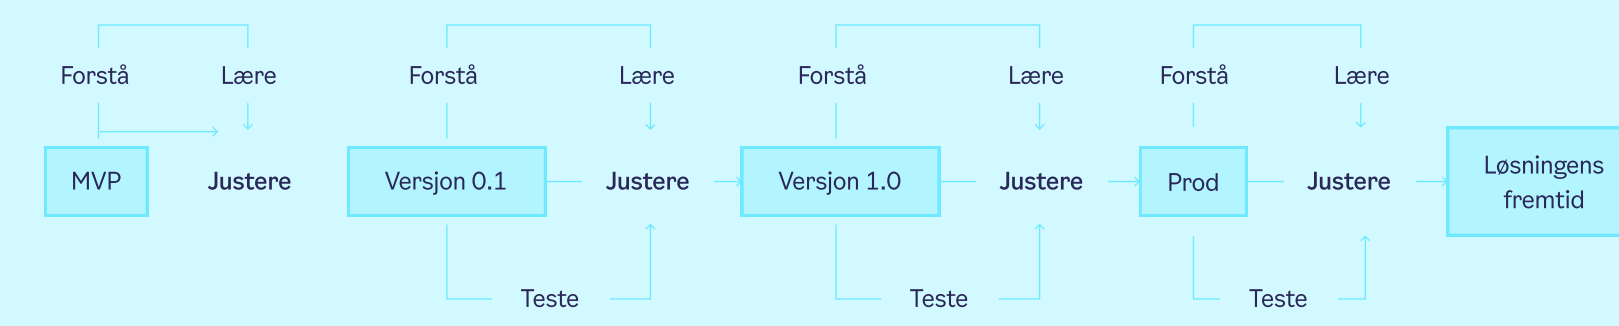 Forstå Lære Forstå Lære Forstå Lære Forstå Lære
MVP Justere Versjon 0.1 Justere Versjon 1.0 Justere Prod Justere Løsningens
fremtid
Teste Teste Teste